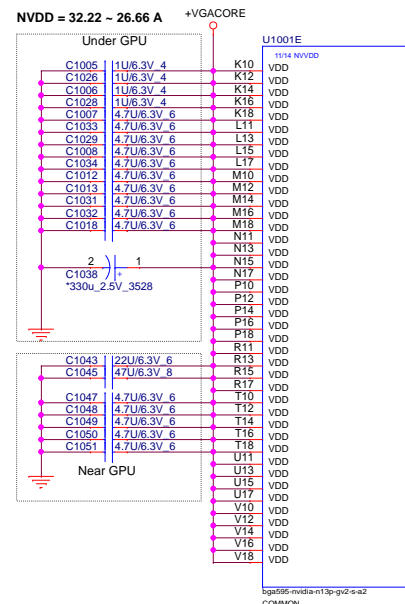 NVDD = 32.22 ~ 26.66 A
+VGACORE
Under GPU
U1001E
11/14 NVVDD
C1005 1U/6.3V_4 K10 VDD
C1026 1U/6.3V_4 K12 VDD
C1006 1U/6.3V_4 K14 VDD
C1028 1U/6.3V_4 K16 VDD
C1007 4.7U/6.3V_6 K18 VDD
C1033 4.7U/6.3V_6 L11 VDD
C1029 4.7U/6.3V_6 L13 VDD
C1008 4.7U/6.3V_6 L15 VDD
C1034 4.7U/6.3V_6 L17 VDD
C1012 4.7U/6.3V_6 M10 VDD
C1013 4.7U/6.3V_6 M12 VDD
C1031 4.7U/6.3V_6 M14 VDD
C1032 4.7U/6.3V_6 M16 VDD
C1018 4.7U/6.3V_6 M18 VDD
N11 VDD
N13 VDD
2 1 N15 VDD
C1038 + N17 VDD
*330u_2.5V_3528 P10 VDD
P12 VDD
P14 VDD
P16 VDD
P18 VDD
R11 VDD
C1043 22U/6.3V_6 R13 VDD
C1045 47U/6.3V_8 R15 VDD
R17 VDD
C1047 4.7U/6.3V_6 T10 VDD
C1048 4.7U/6.3V_6 T12 VDD
C1049 4.7U/6.3V_6 T14 VDD
C1050 4.7U/6.3V_6 T16 VDD
C1051 4.7U/6.3V_6 T18 VDD
Near GPU
U11 VDD
U13 VDD
U15 VDD
U17 VDD
V10 VDD
V12 VDD
V14 VDD
V16 VDD
V18 VDD
bga595-nvidia-n13p-gv2-s-a2
COMMON